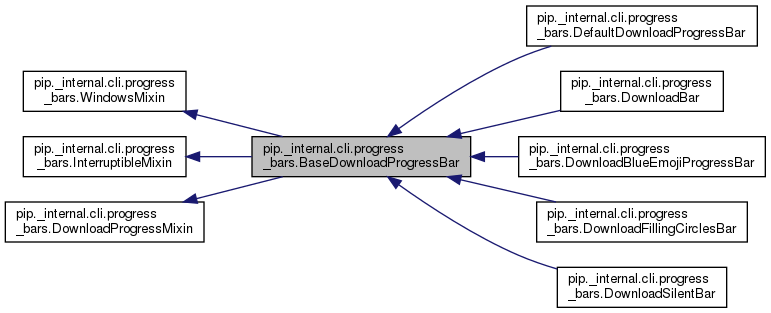 pip._internal.cli.progress
_bars.DefaultDownloadProgressBar
pip._internal.cli.progress
_bars.WindowsMixin
pip._internal.cli.progress
_bars.DownloadBar
pip._internal.cli.progress
_bars.InterruptibleMixin
pip._internal.cli.progress
_bars.BaseDownloadProgressBar
pip._internal.cli.progress
_bars.DownloadBlueEmojiProgressBar
pip._internal.cli.progress
_bars.DownloadProgressMixin
pip._internal.cli.progress
_bars.DownloadFillingCirclesBar
pip._internal.cli.progress
_bars.DownloadSilentBar